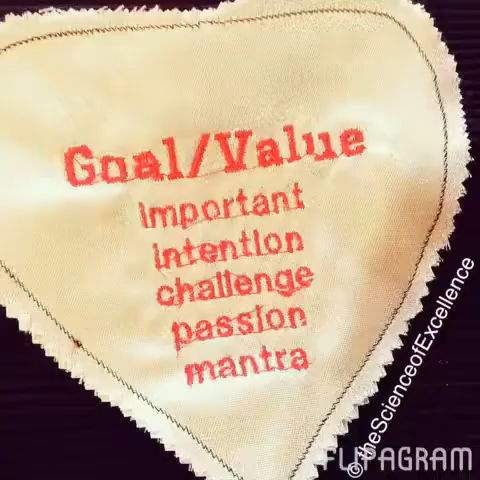 Goal/Value
important
intention
challenge
passion
mantra
© theScienceofExcellence
FLIPAGRAM